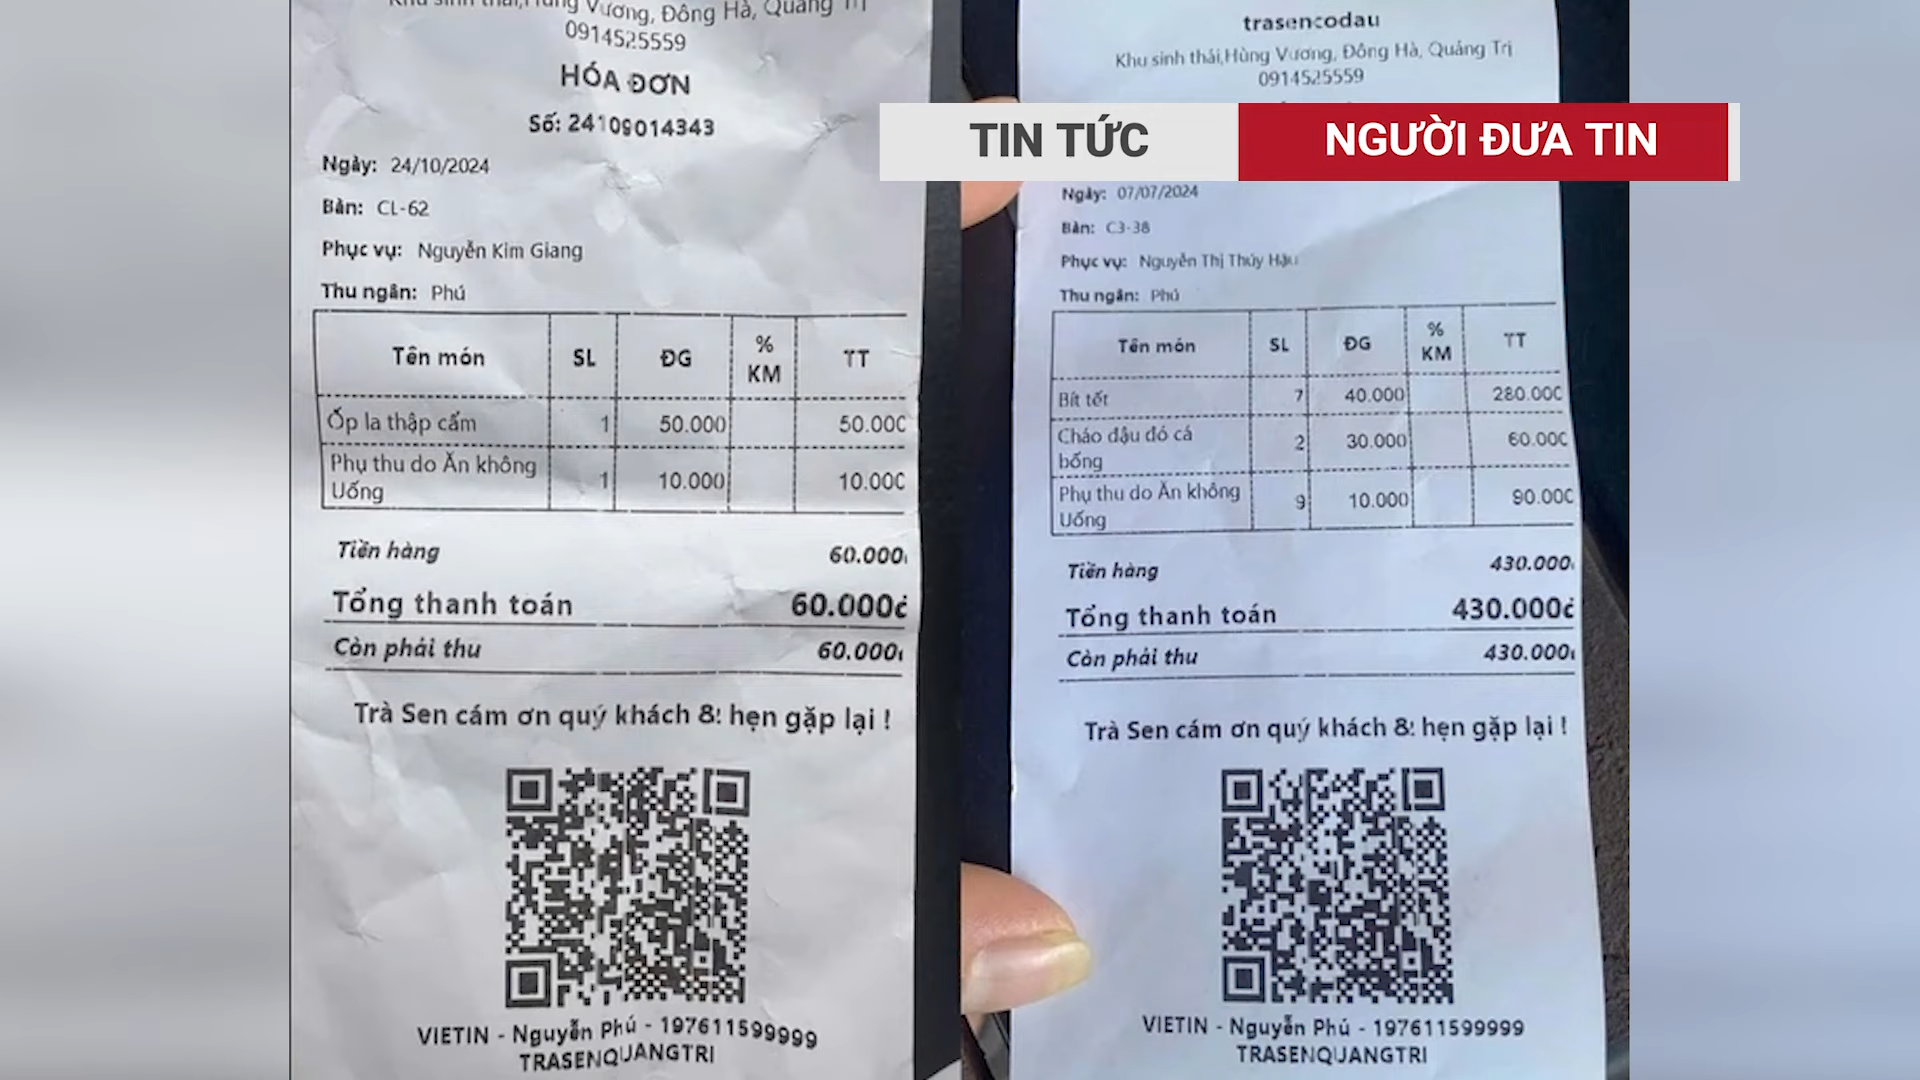 Khu sinh thái,Hùng Vương, Đông Hà, Quảng Trị
0914525559
HÓA ĐƠN
Số: 24109014343
Ngày: 24/10/2024
Bàn: CL-62
Phục vụ: Nguyễn Kim Giang
Thu ngân: Phú
Tên món SL ĐG % KM TT
Ốp la thập cẩm 1 50.000 50.000
Phụ thu do Ăn không
Uống 1 10.000 10.000
Tiền hàng 60.000
Tổng thanh toán 60.000đ
Còn phải thu 60.000
Trà Sen cám ơn quý khách & hẹn gặp lại !
VIETIN - Nguyễn Phú - 197611599999
TRASENQUANGTRI
trasencodau
Khu sinh thái,Hùng Vương, Đông Hà, Quảng Trị
0914525559
TIN TỨC NGƯỜI ĐƯA TIN
Ngày: 07/07/2024
Bàn: C3-38
Phục vụ: Nguyễn Thị Thúy Hậu
Thu ngân: Phú
Tên món SL ĐG % KM TT
Bít tết 7 40.000 280.000
Cháo đậu đỏ cá
bống 2 30.000 60.000
Phụ thu do Ăn không
Uống 9 10.000 90.000
Tiền hàng 430.000
Tổng thanh toán 430.000đ
Còn phải thu 430.000
Trà Sen cám ơn quý khách & hẹn gặp lại !
VIETIN - Nguyễn Phú - 197611599999
TRASENQUANGTRI